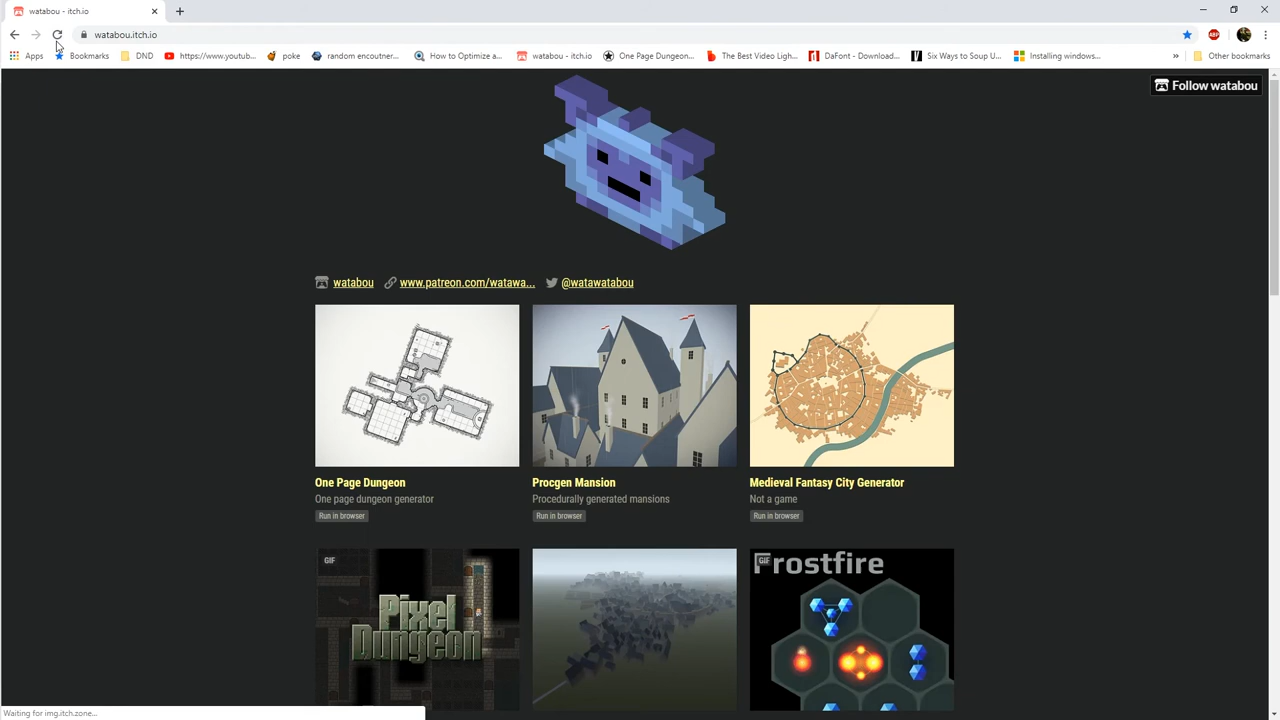 watabou - itch.io
watabou.itch.io
Apps
Bookmarks
DND
https://www.youtub...
poke
random encoutner...
How to Optimize a...
watabou - itch.io
One Page Dungeon...
The Best Video Ligh...
DaFont - Download...
Six Ways to Soup U...
Installing windows...
»
Other bookmarks
ABP
Follow watabou
watabou
www.patreon.com/watawa...
@watawatabou
One Page Dungeon
One page dungeon generator
Run in browser
Procgen Mansion
Procedurally generated mansions
Run in browser
Medieval Fantasy City Generator
Not a game
Run in browser
GIF
Pixel
Dungeon
GIF
Frostfire
Waiting for img.itch.zone...